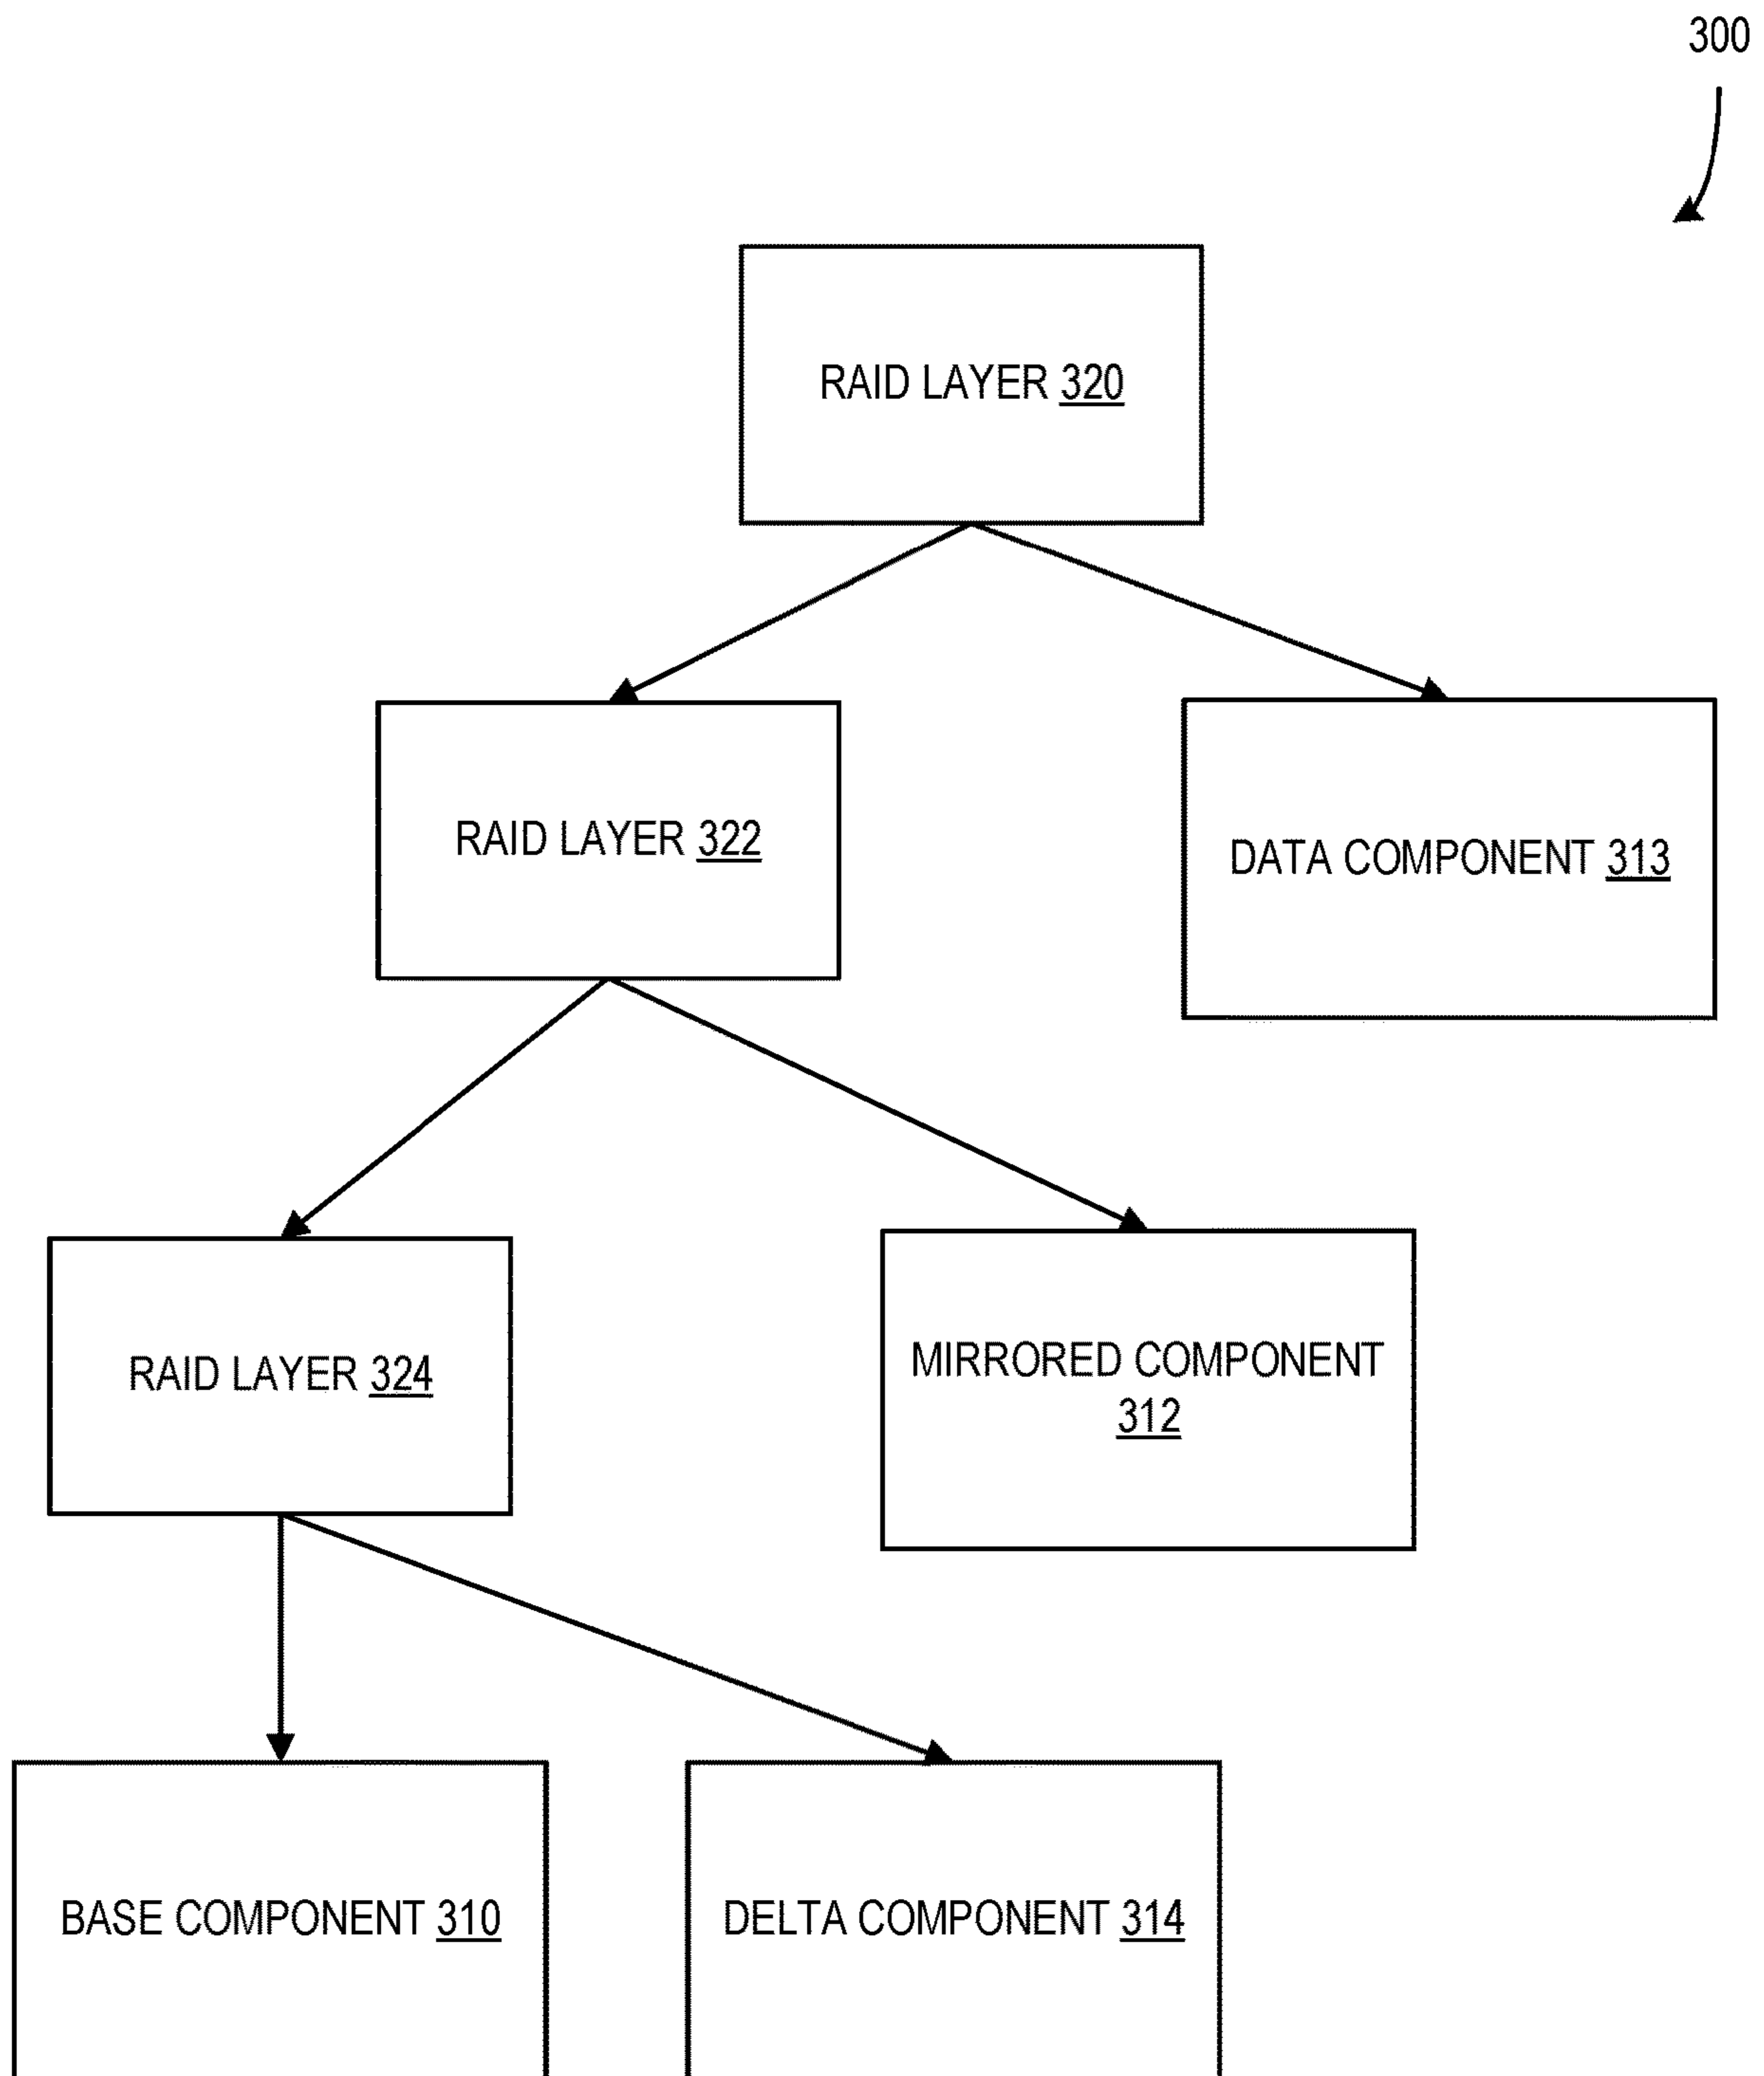 300
RAID LAYER 320
RAID LAYER 322
DATA COMPONENT 313
RAID LAYER 324
MIRRORED COMPONENT
312
BASE COMPONENT 310
DELTA COMPONENT 314